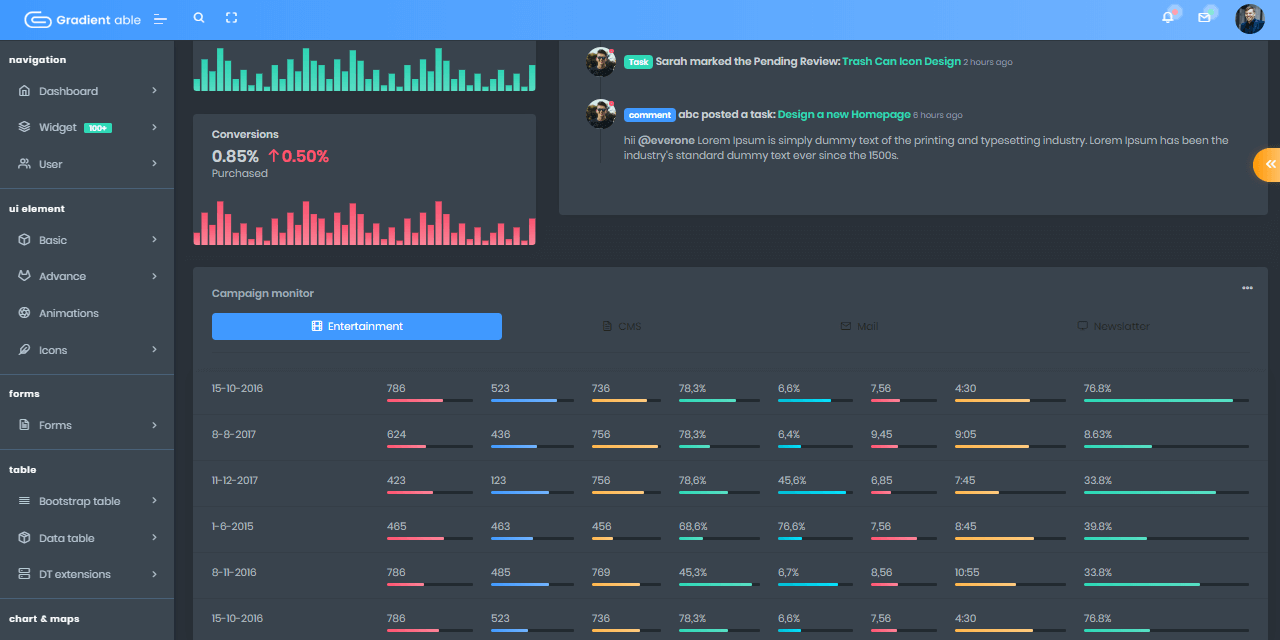 Gradient able
navigation
Dashboard
Widget 100+
User
ui element
Basic
Advance
Animations
Icons
forms
Forms
table
Bootstrap table
Data table
DT extensions
chart & maps
Conversions
0.85% ↑0.50%
Purchased
Task Sarah marked the Pending Review: Trash Can Icon Design 2 hours ago
comment abc posted a task: Design a new Homepage 6 hours ago
hii @everone Lorem Ipsum is simply dummy text of the printing and typesetting industry. Lorem Ipsum has been the
industry's standard dummy text ever since the 1500s.
Campaign monitor
Entertainment CMS Mail Newslatter
15-10-2016 786 523 736 78,3% 6,6% 7,56 4:30 76.8%
8-8-2017 624 436 756 78,3% 6,4% 9,45 9:05 8.63%
11-12-2017 423 123 756 78,6% 45,6% 6,85 7:45 33.8%
1-6-2015 465 463 456 68,6% 76,6% 7,56 8:45 39.8%
8-11-2016 786 485 769 45,3% 6,7% 8,56 10:55 33.8%
15-10-2016 786 523 736 78,3% 6,6% 7,56 4:30 76.8%